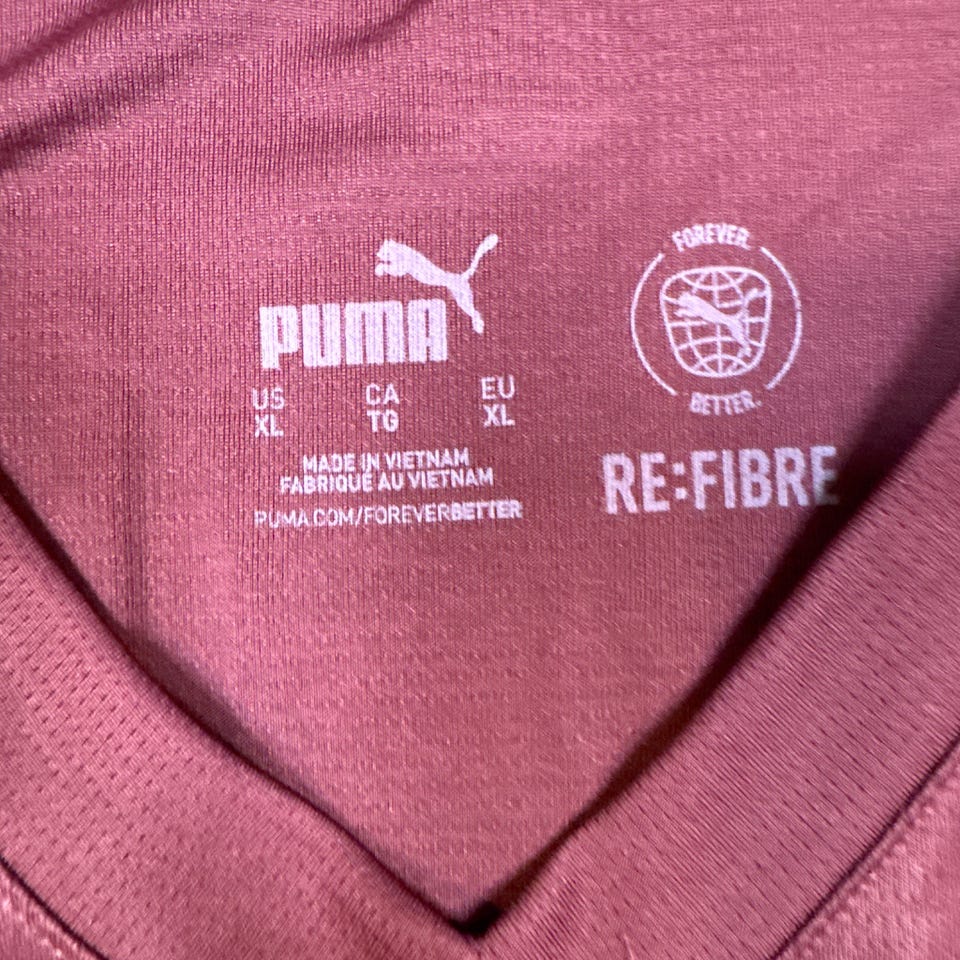 PUMA
US CA EU
XL TG XL
MADE IN VIETNAM
FABRIQUÉ AU VIETNAM
PUMA.COM/FOREVERBETTER
FOREVER.
BETTER.
RE:FIBRE